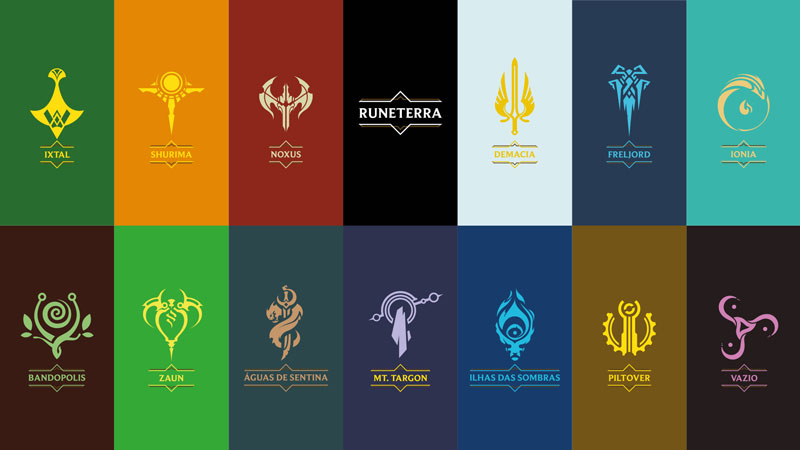 IXTAL
SHURIMA
NOXUS
RUNETERRA
DEMACIA
FRELJORD
IONIA
BANDOPOLIS
ZAUN
ÁGUAS DE SENTINA
MT. TARGON
ILHAS DAS SOMBRAS
PILTOVER
VAZIO